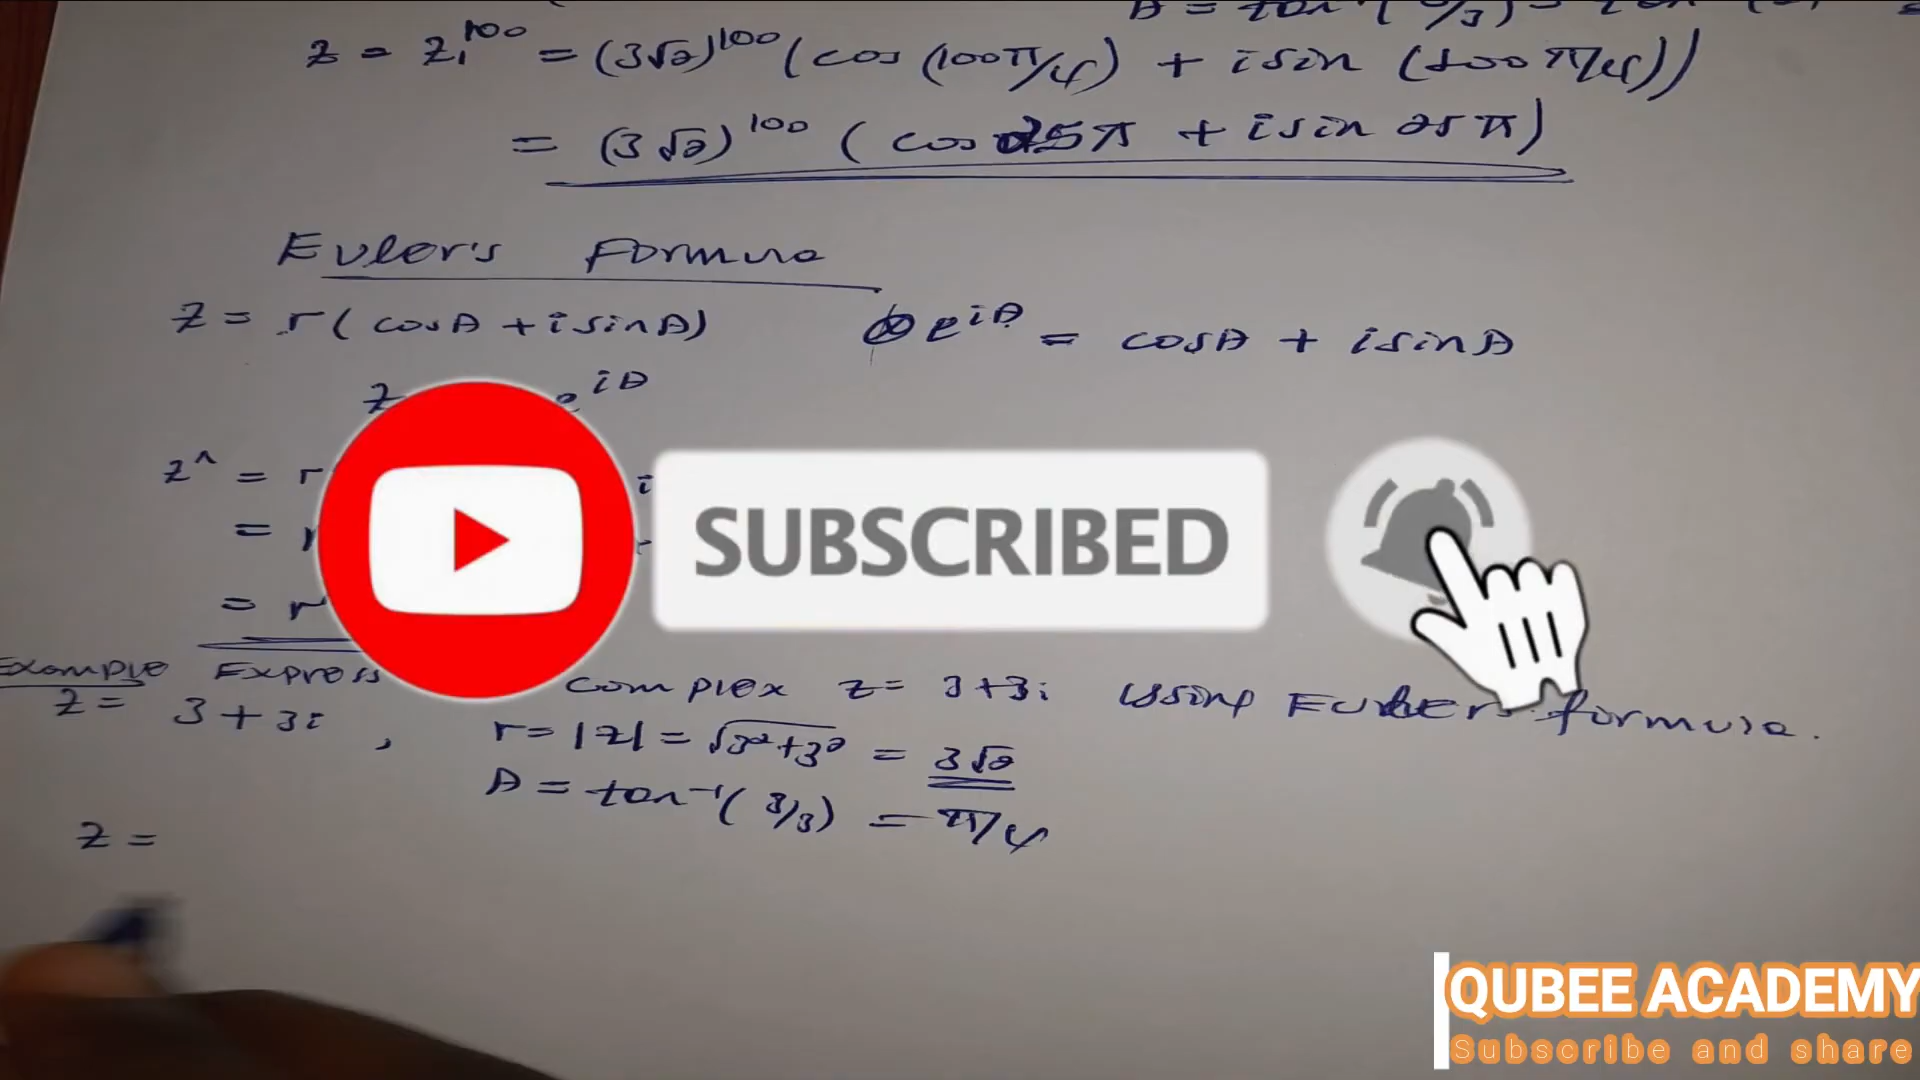 z = z₁¹⁰⁰ = (3√2)¹⁰⁰ (cos (100π/4) + i sin (100π/4))
= (3√2)¹⁰⁰ ( cos 25π + i sin 25π)
Euler's Formula
z = r ( cosθ + i sinθ) e^{iθ} = cosθ + i sinθ
z e^{iθ}
zⁿ = r i
= r
= r
SUBSCRIBED
Example Express complex z = 3+3i using Euler's formula.
z = 3 + 3i , r = |z| = √3²+3² = 3√2
θ = tan⁻¹( 3/3) = π/4
z =
QUBEE ACADEMY
Subscribe and share